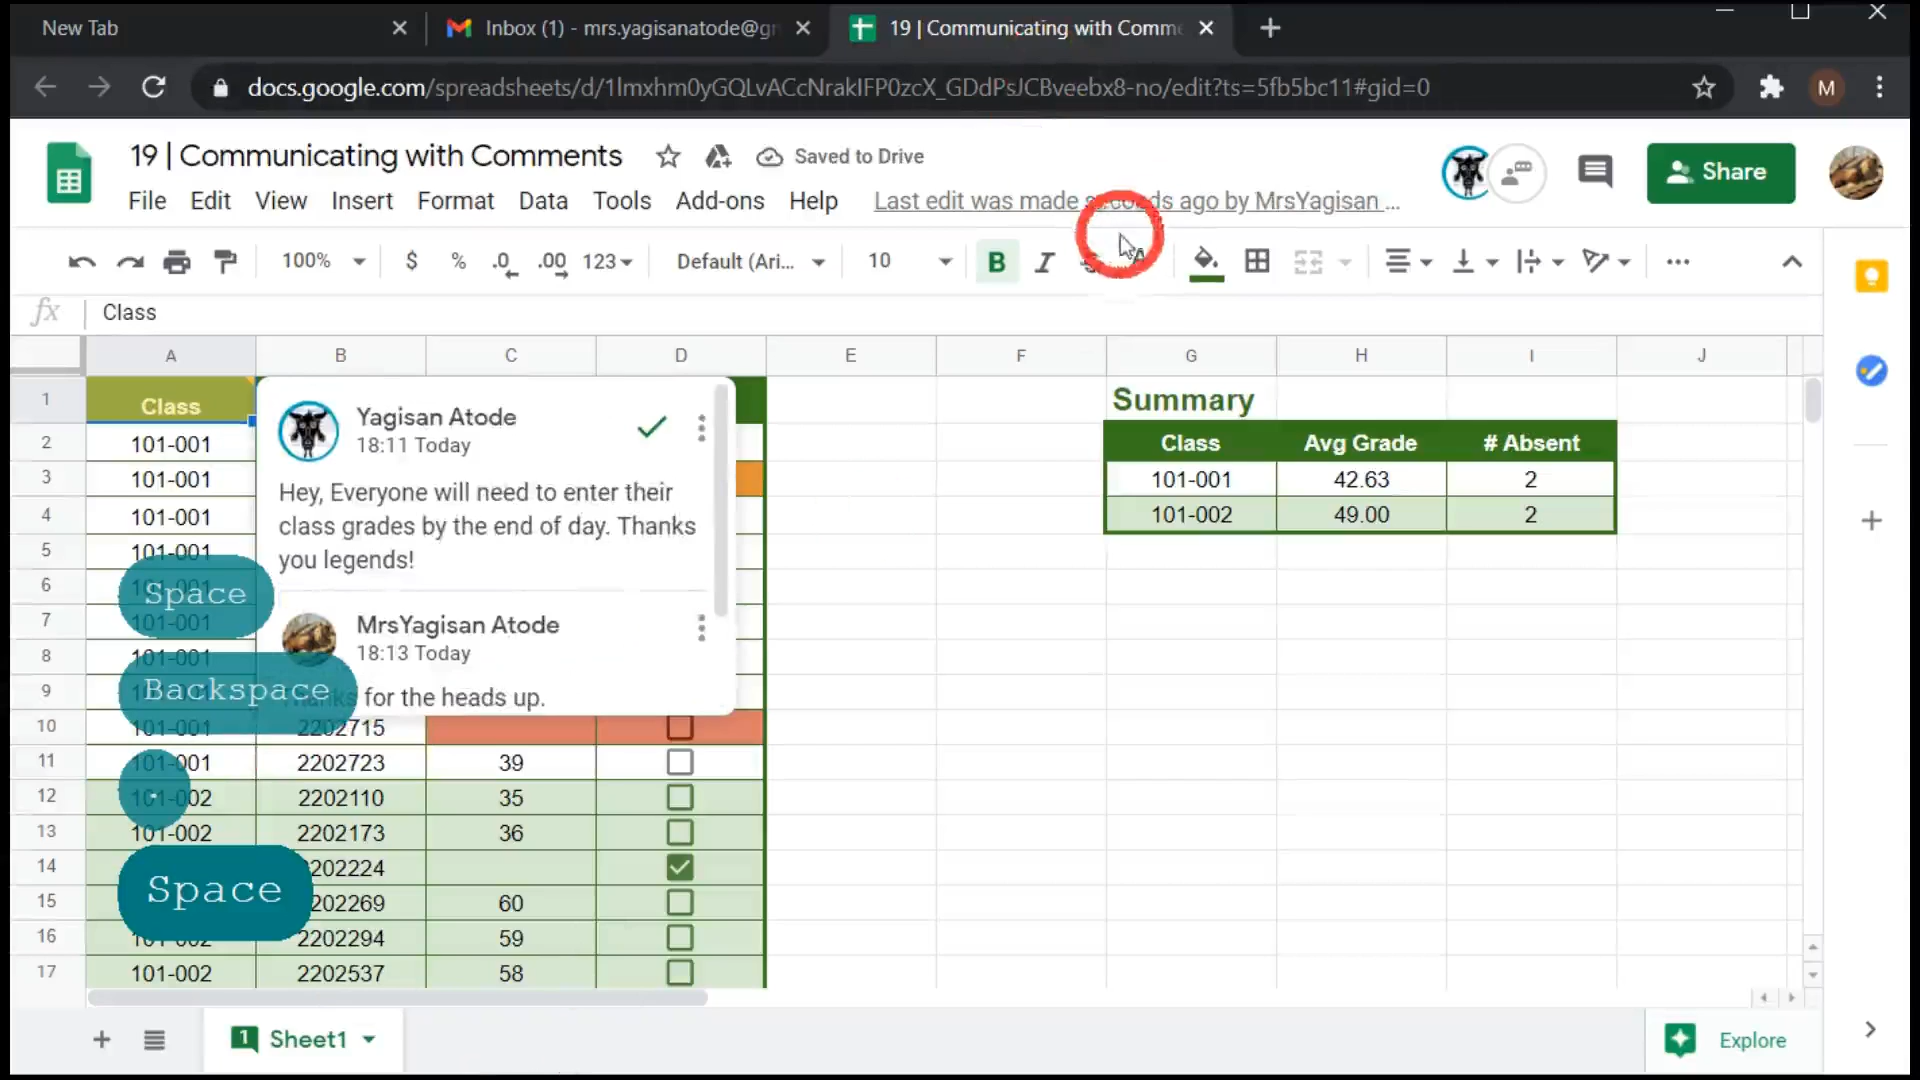 New Tab
Inbox (1) - mrs.yagisanatode@gm
19 | Communicating with Comme
docs.google.com/spreadsheets/d/1lmxhm0yGQLvACcNrakIFP0zcX_GDdPsJCBveebx8-no/edit?ts=5fb5bc11#gid=0
M
19 | Communicating with Comments
Saved to Drive
File Edit View Insert Format Data Tools Add-ons Help
Last edit was made seconds ago by MrsYagisan ...
Share
100% $ % .0 .00 123 Default (Ari... 10 B I S A
fx Class
A B C D E F G H I J
1 Class Summary
2 101-001 Class Avg Grade # Absent
3 101-001 101-001 42.63 2
4 101-001 101-002 49.00 2
5 101-001
6 101-001
7 101-001
8 101-001
9
10 101-001 2202715
11 101-001 2202723 39
12 101-002 2202110 35
13 101-002 2202173 36
14 202224
15 202269 60
16 101-002 2202294 59
17 101-002 2202537 58
Yagisan Atode
18:11 Today
Hey, Everyone will need to enter their
class grades by the end of day. Thanks
you legends!
MrsYagisan Atode
18:13 Today
Thanks for the heads up.
Space
Backspace
.
Space
1 Sheet1
Explore